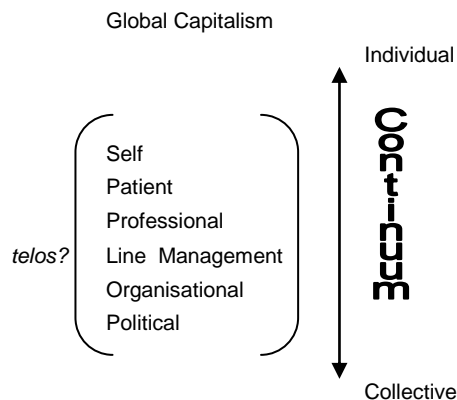 Global Capitalism
Individual
Self
Patient
Professional
telos? Line Management
Organisational
Political
Continuum
Collective